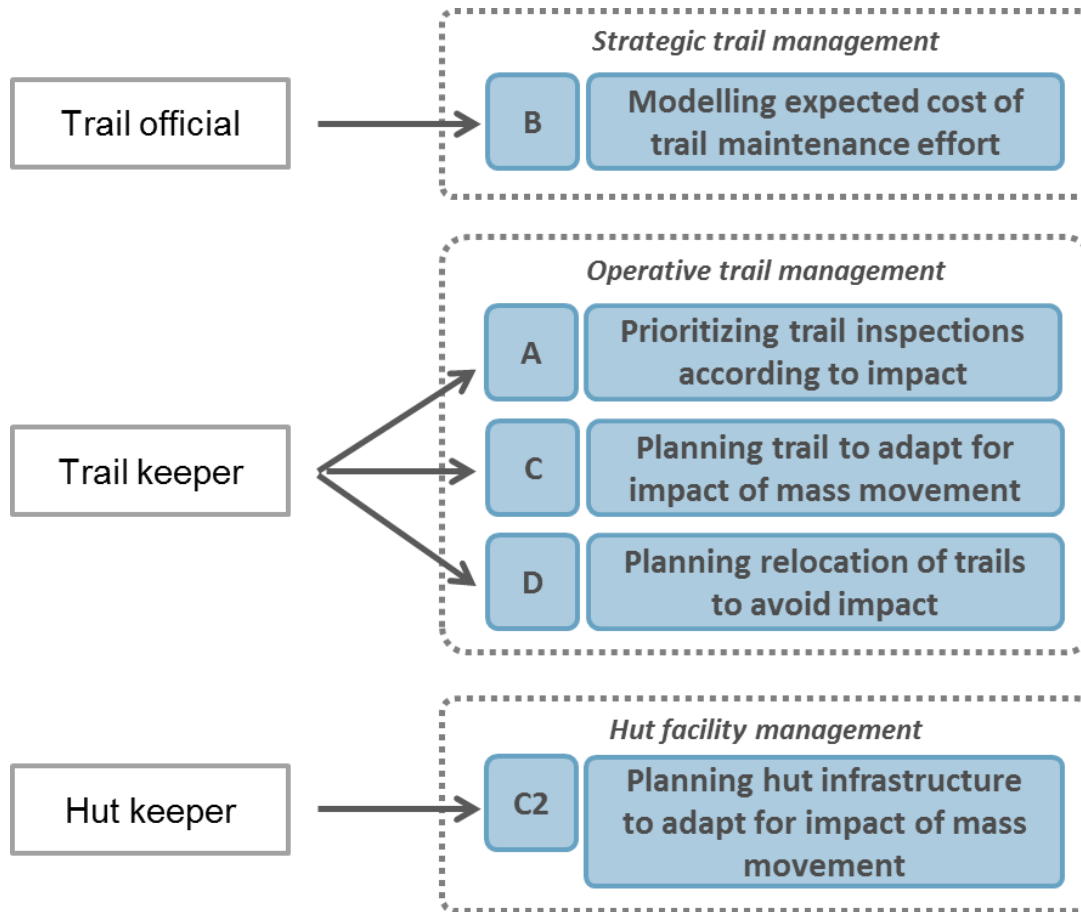 Strategic trail management
Trail official
B
Modelling expected cost of
trail maintenance effort
Operative trail management
Trail keeper
A
Prioritizing trail inspections
according to impact
C
Planning trail to adapt for
impact of mass movement
D
Planning relocation of trails
to avoid impact
Hut facility management
Hut keeper
C2
Planning hut infrastructure
to adapt for impact of mass
movement